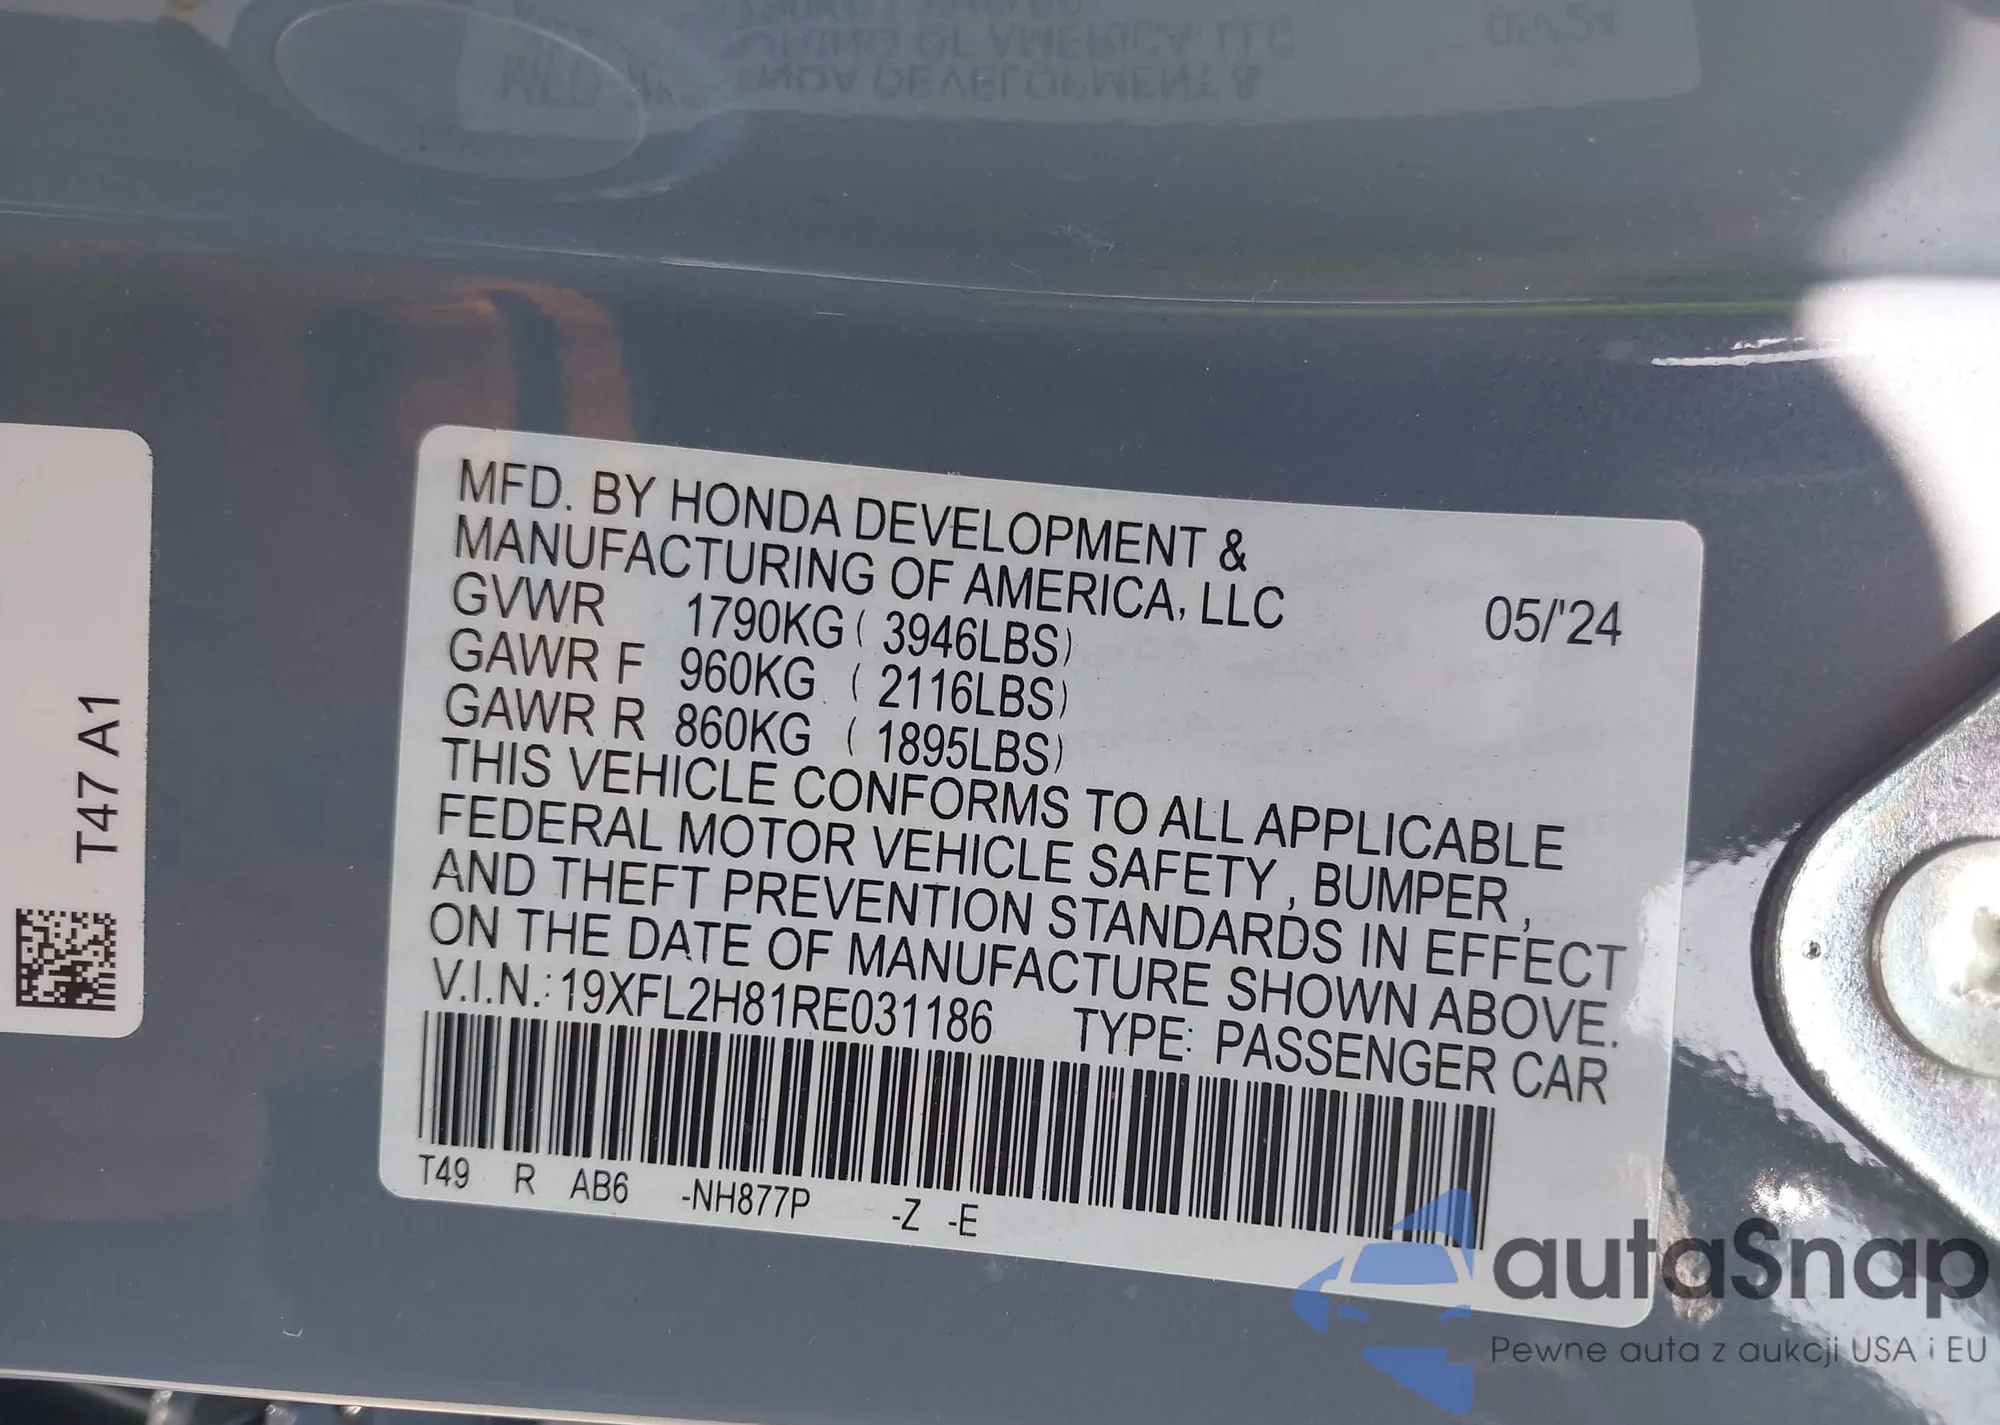 MFD. BY HONDA DEVELOPMENT &
MANUFACTURING OF AMERICA, LLC 05/'24
GVWR 1790KG ( 3946LBS)
GAWR F 960KG ( 2116LBS)
GAWR R 860KG ( 1895LBS)
THIS VEHICLE CONFORMS TO ALL APPLICABLE
FEDERAL MOTOR VEHICLE SAFETY , BUMPER ,
AND THEFT PREVENTION STANDARDS IN EFFECT
ON THE DATE OF MANUFACTURE SHOWN ABOVE.
V.I.N.: 19XFL2H81RE031186 TYPE: PASSENGER CAR
T49 R AB6 -NH877P -Z -E
T47 A1
autaSnap
Pewne auta z aukcji USA i EU